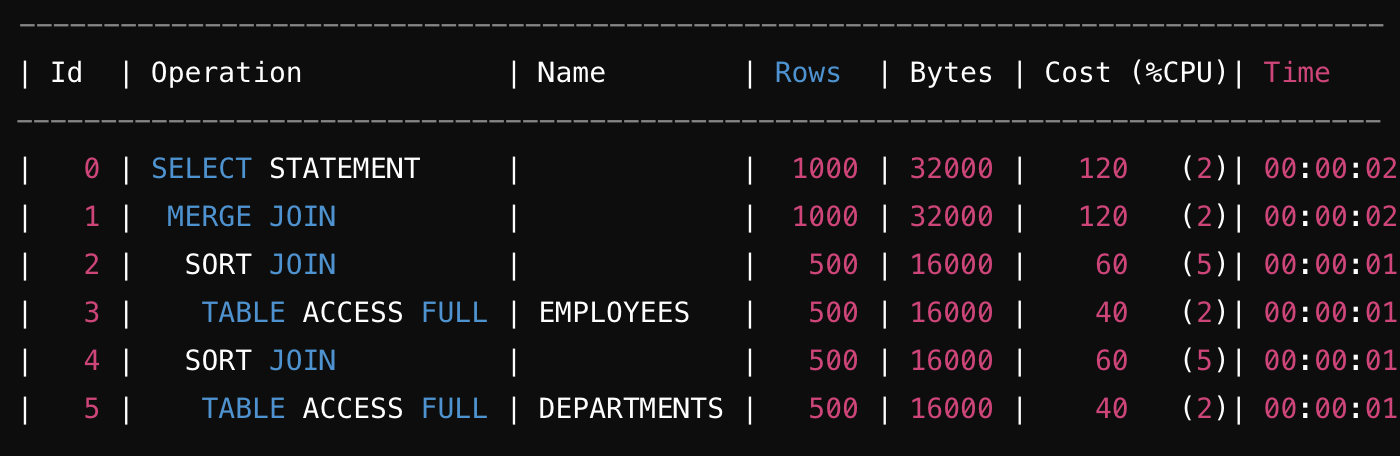 --------------------------------------------------------------------------------
| Id  | Operation            | Name        | Rows  | Bytes | Cost (%CPU)| Time
--------------------------------------------------------------------------------
|   0 | SELECT STATEMENT     |             |  1000 | 32000 |   120   (2)| 00:00:02
|   1 |  MERGE JOIN          |             |  1000 | 32000 |   120   (2)| 00:00:02
|   2 |   SORT JOIN          |             |   500 | 16000 |    60   (5)| 00:00:01
|   3 |    TABLE ACCESS FULL | EMPLOYEES   |   500 | 16000 |    40   (2)| 00:00:01
|   4 |   SORT JOIN          |             |   500 | 16000 |    60   (5)| 00:00:01
|   5 |    TABLE ACCESS FULL | DEPARTMENTS |   500 | 16000 |    40   (2)| 00:00:01